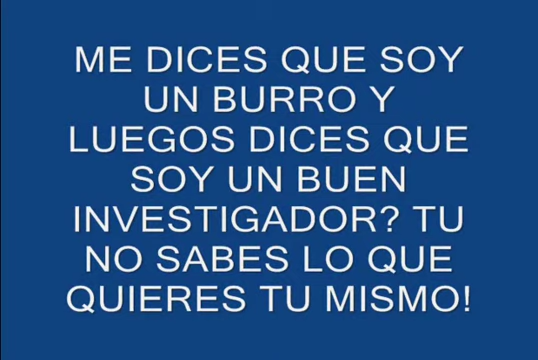 ME DICES QUE SOY
UN BURRO Y
LUEGOS DICES QUE
SOY UN BUEN
INVESTIGADOR? TU
NO SABES LO QUE
QUIERES TU MISMO!